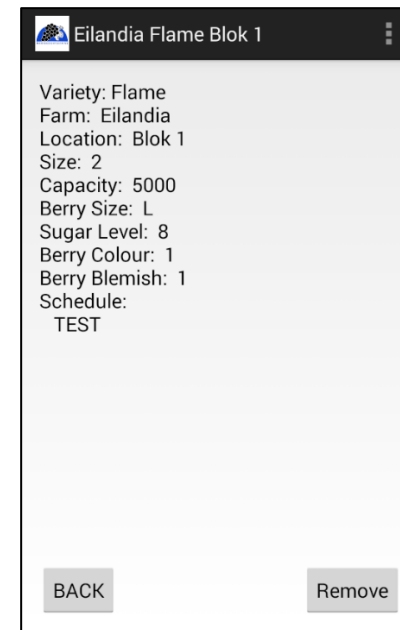 Eilandia Flame Blok 1
Variety: Flame
Farm: Eilandia
Location: Blok 1
Size: 2
Capacity: 5000
Berry Size: L
Sugar Level: 8
Berry Colour: 1
Berry Blemish: 1
Schedule:
TEST
BACK
Remove